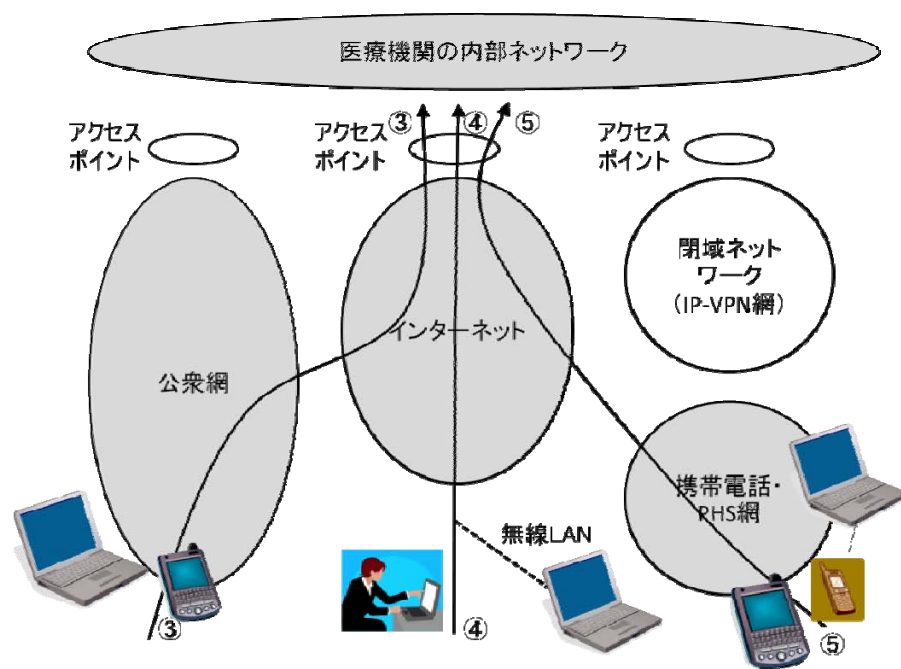 医療機関の内部ネットワーク
③ ④ ⑤
アクセス
ポイント
アクセス
ポイント
アクセス
ポイント
閉域ネット
ワーク
（IP-VPN網）
インターネット
公衆網
携帯電話・
PHS網
無線LAN
③
④
⑤